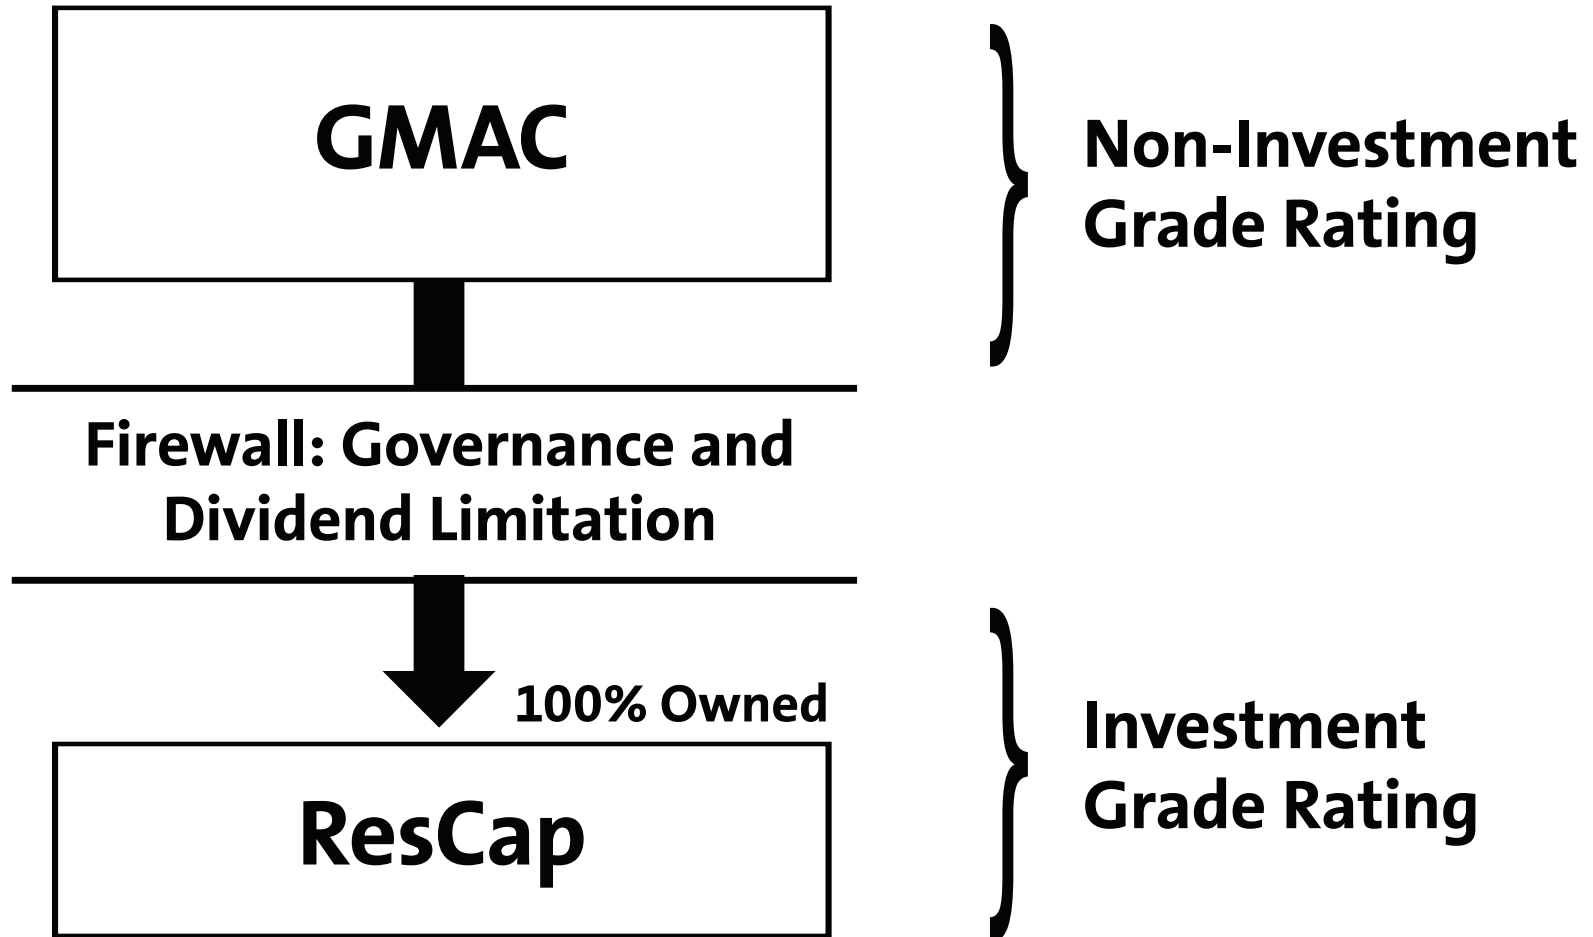 GMAC
Non-Investment
Grade Rating
Firewall: Governance and
Dividend Limitation
100% Owned
ResCap
Investment
Grade Rating